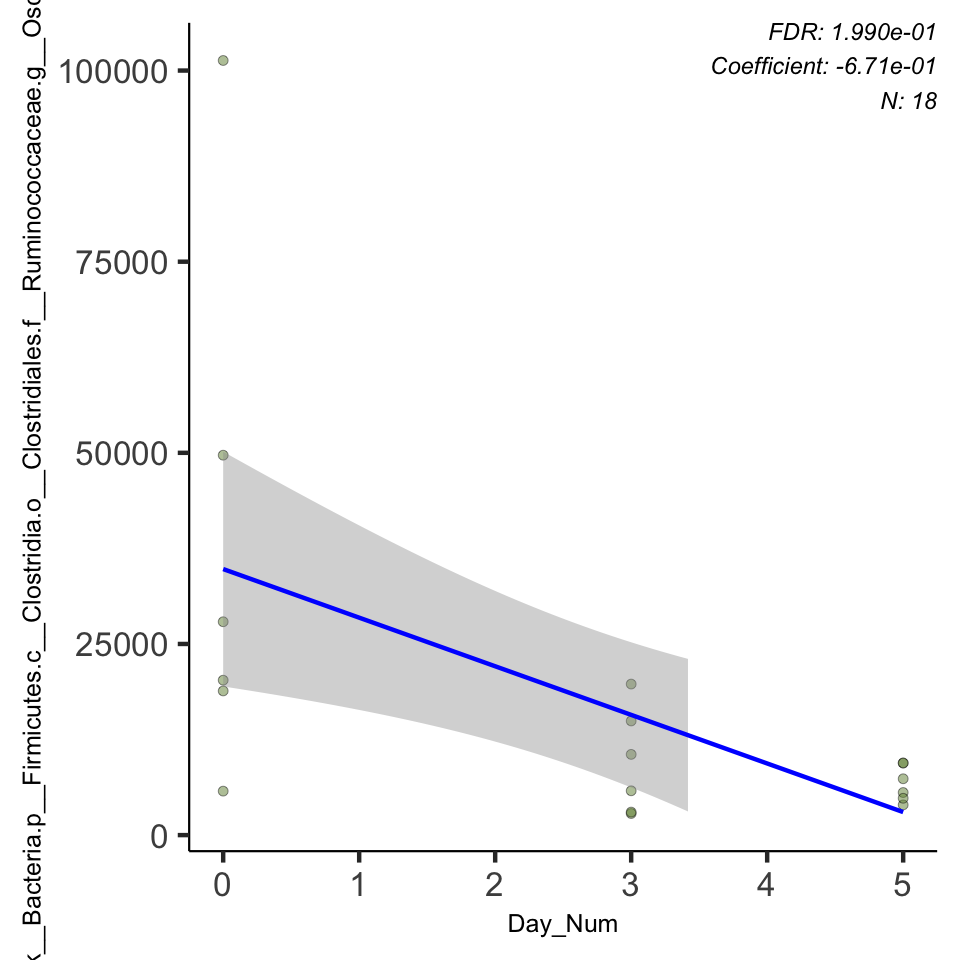 FDR: 1.990e-01
Coefficient: -6.71e-01
N: 18
k__Bacteria.p__Firmicutes.c__Clostridia.o__Clostridiales.f__Ruminococcaceae.g__Osc
100000
75000
50000
25000
0
0 1 2 3 4 5
Day_Num